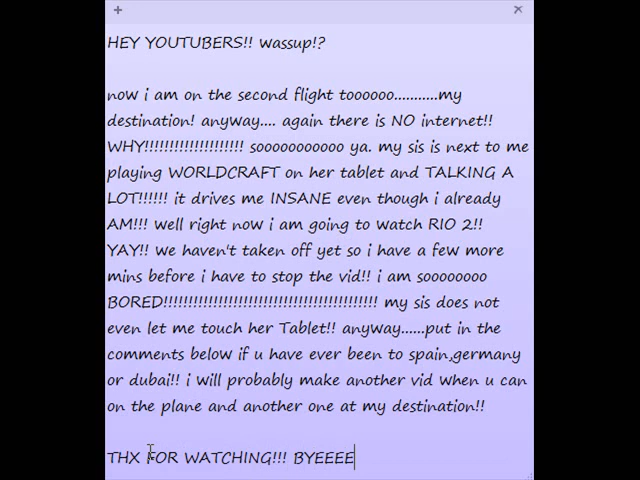 HEY YOUTUBERS!! Wassup!?
now i am on the second flight toooooo...........my
destination! anyway.... again there is NO internet!!
WHY!!!!!!!!!!!!!!!!!!!! sooooooooooo ya. my sis is next to me
playing WORLDCRAFT on her tablet and TALKING A
LOT!!!!!! it drives me INSANE even though i already
AM!!! well right now i am going to watch RIO 2!!
YAY!! we haven't taken off yet so i have a few more
mins before i have to stop the vid!! i am soooooooo
BORED!!!!!!!!!!!!!!!!!!!!!!!!!!!!!!!!!!!!!!!!!!! my sis does not
even let me touch her Tablet!! anyway......put in the
comments below if u have ever been to spain,germany
or dubai!! i will probably make another vid when u can
on the plane and another one at my destination!!
THX FOR WATCHING!!! BYEEEE